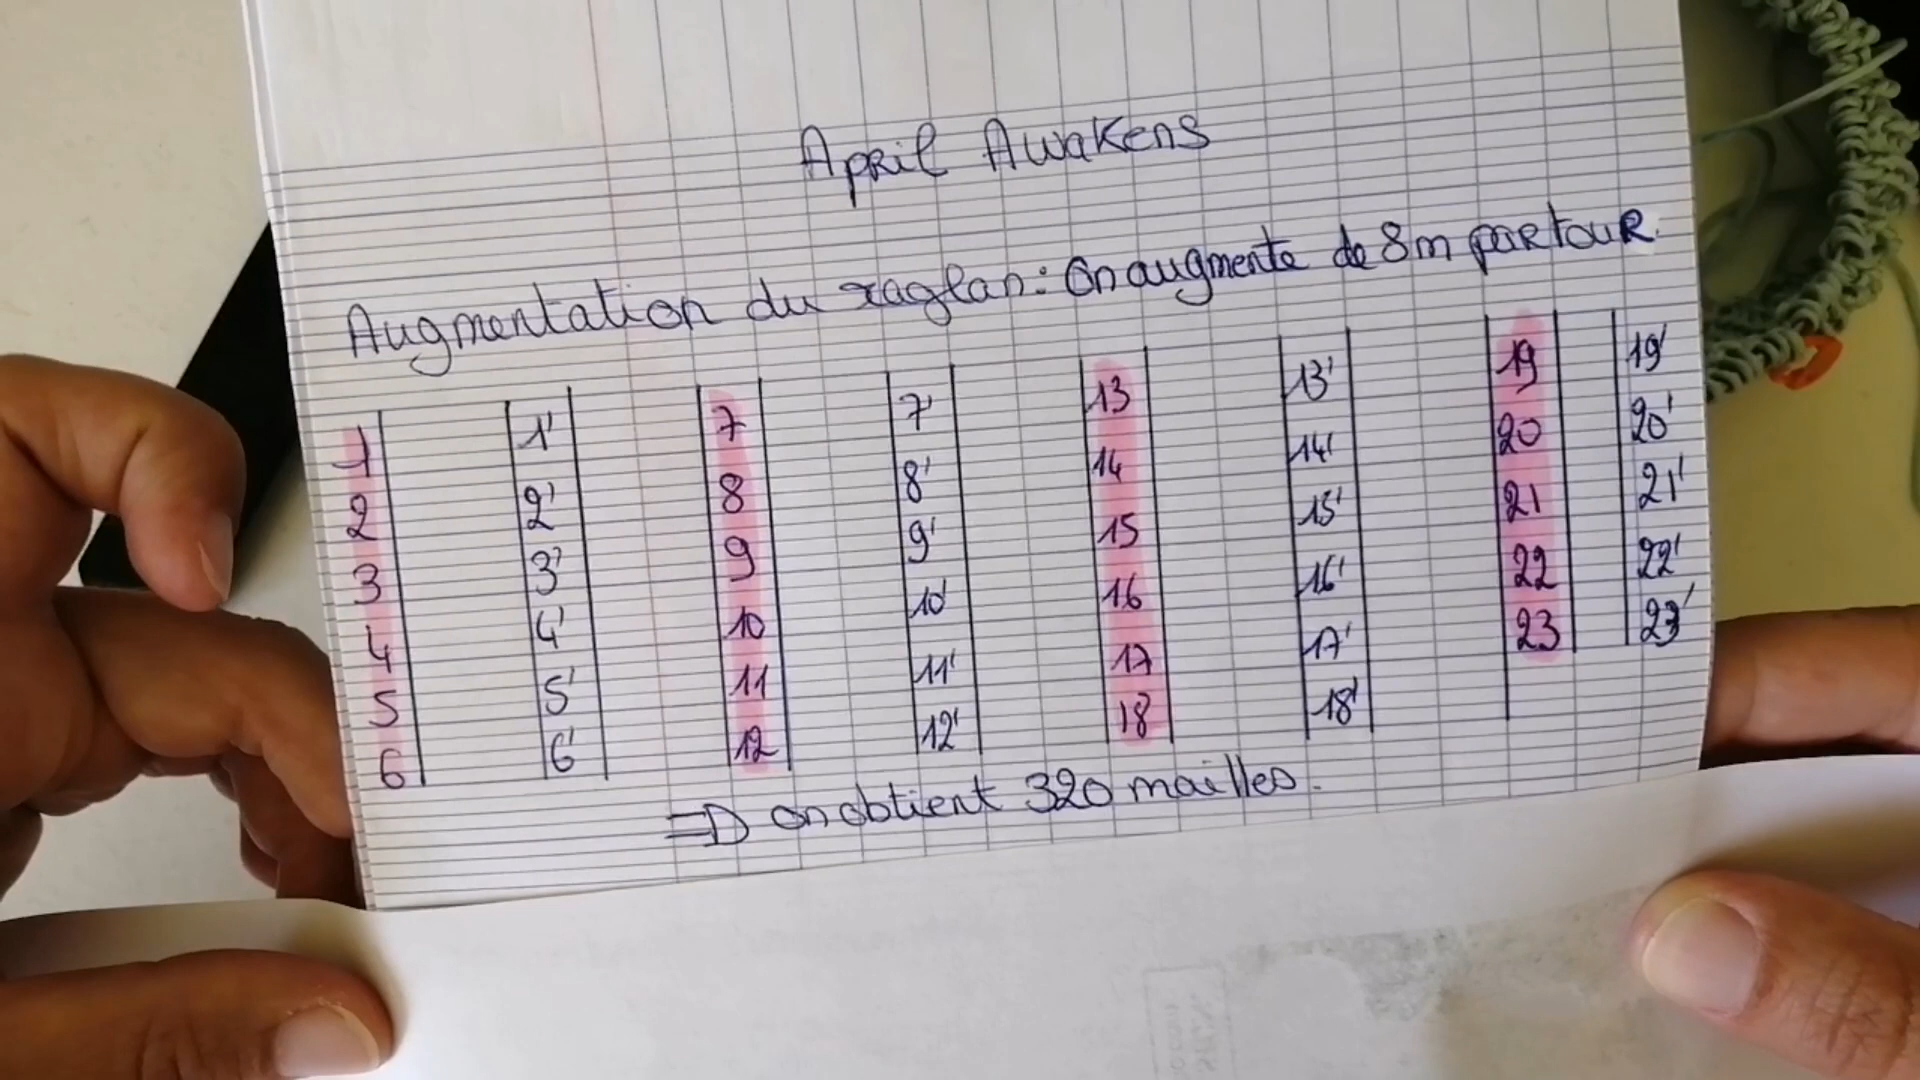 April Awakens
Augmentation du raglan : On augmente de 8m par tour.
1 1' 7 7' 13 13' 19 19'
2 2' 8 8' 14 14' 20 20'
3 3' 9 9' 15 15' 21 21'
4 4' 10 10' 16 16' 22 22'
5 5' 11 11' 17 17' 23 23'
6 6' 12 12' 18 18'
=D on obtient 320 mailles.